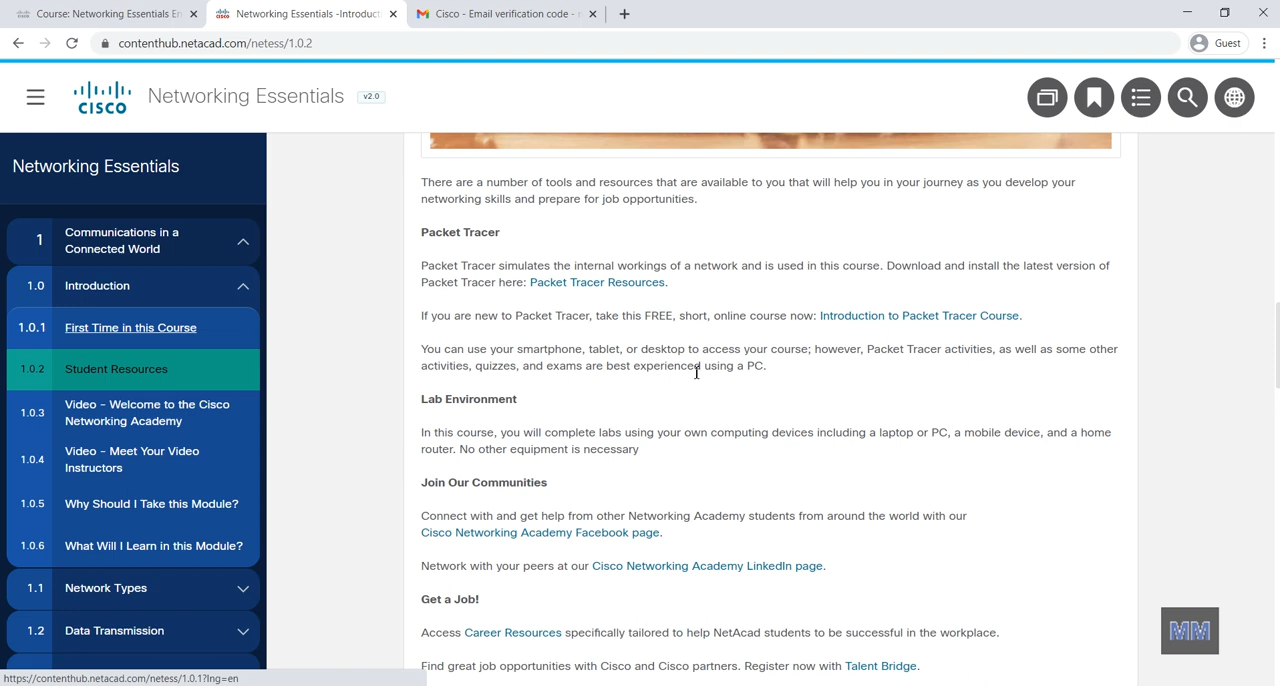 Course: Networking Essentials En
Networking Essentials -Introducti
Cisco - Email verification code -
contenthub.netacad.com/netess/1.0.2
Guest
CISCO
Networking Essentials
v2.0
Networking Essentials
1
Communications in a
Connected World
1.0 Introduction
1.0.1 First Time in this Course
1.0.2 Student Resources
1.0.3
Video - Welcome to the Cisco
Networking Academy
1.0.4
Video - Meet Your Video
Instructors
1.0.5 Why Should I Take this Module?
1.0.6 What Will I Learn in this Module?
1.1 Network Types
1.2 Data Transmission
There are a number of tools and resources that are available to you that will help you in your journey as you develop your
networking skills and prepare for job opportunities.
Packet Tracer
Packet Tracer simulates the internal workings of a network and is used in this course. Download and install the latest version of
Packet Tracer here: Packet Tracer Resources.
If you are new to Packet Tracer, take this FREE, short, online course now: Introduction to Packet Tracer Course.
You can use your smartphone, tablet, or desktop to access your course; however, Packet Tracer activities, as well as some other
activities, quizzes, and exams are best experienced using a PC.
Lab Environment
In this course, you will complete labs using your own computing devices including a laptop or PC, a mobile device, and a home
router. No other equipment is necessary
Join Our Communities
Connect with and get help from other Networking Academy students from around the world with our
Cisco Networking Academy Facebook page.
Network with your peers at our Cisco Networking Academy LinkedIn page.
Get a Job!
Access Career Resources specifically tailored to help NetAcad students to be successful in the workplace.
Find great job opportunities with Cisco and Cisco partners. Register now with Talent Bridge.
MM
https://contenthub.netacad.com/netess/1.0.1?lng=en